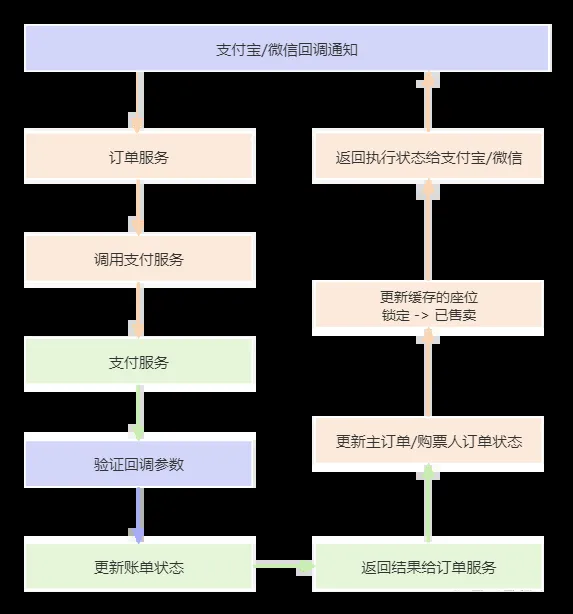 支付宝/微信回调通知
订单服务
调用支付服务
支付服务
验证回调参数
更新账单状态
返回结果给订单服务
更新主订单/购票人订单状态
更新缓存的座位
锁定 -> 已售卖
返回执行状态给支付宝/微信